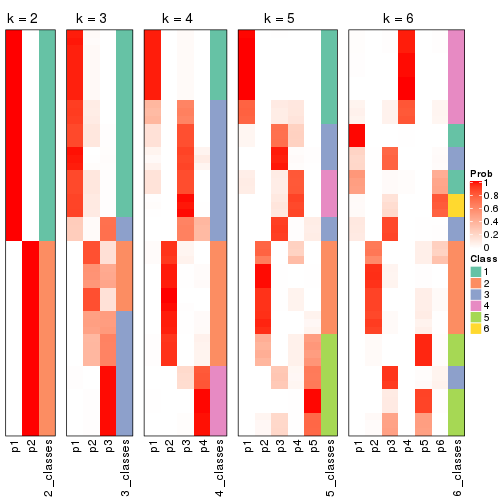 k = 2
k = 3
k = 4
k = 5
k = 6
Prob
1
0.8
0.6
0.4
0.2
0
Class
1
2
3
4
5
6
p1
p2
2_classes
p1
p2
p3
3_classes
p1
p2
p3
p4
4_classes
p1
p2
p3
p4
p5
5_classes
p1
p2
p3
p4
p5
p6
6_classes